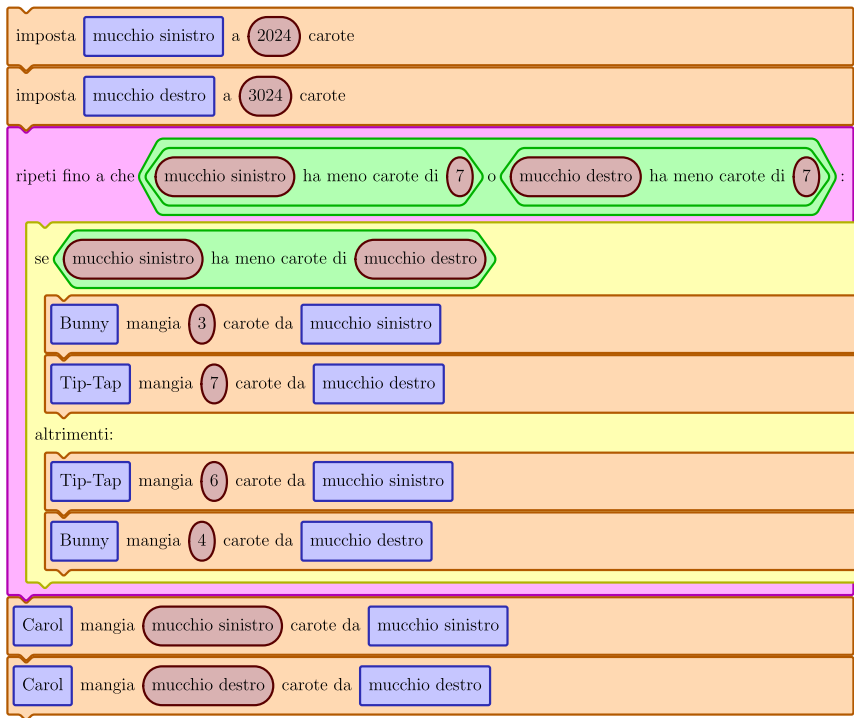 imposta mucchio sinistro a 2024 carote
imposta mucchio destro a 3024 carote
ripeti fino a che mucchio sinistro ha meno carote di 7 o mucchio destro ha meno carote di 7 :
se mucchio sinistro ha meno carote di mucchio destro
Bunny mangia 3 carote da mucchio sinistro
Tip-Tap mangia 7 carote da mucchio destro
altrimenti:
Tip-Tap mangia 6 carote da mucchio sinistro
Bunny mangia 4 carote da mucchio destro
Carol mangia mucchio sinistro carote da mucchio sinistro
Carol mangia mucchio destro carote da mucchio destro